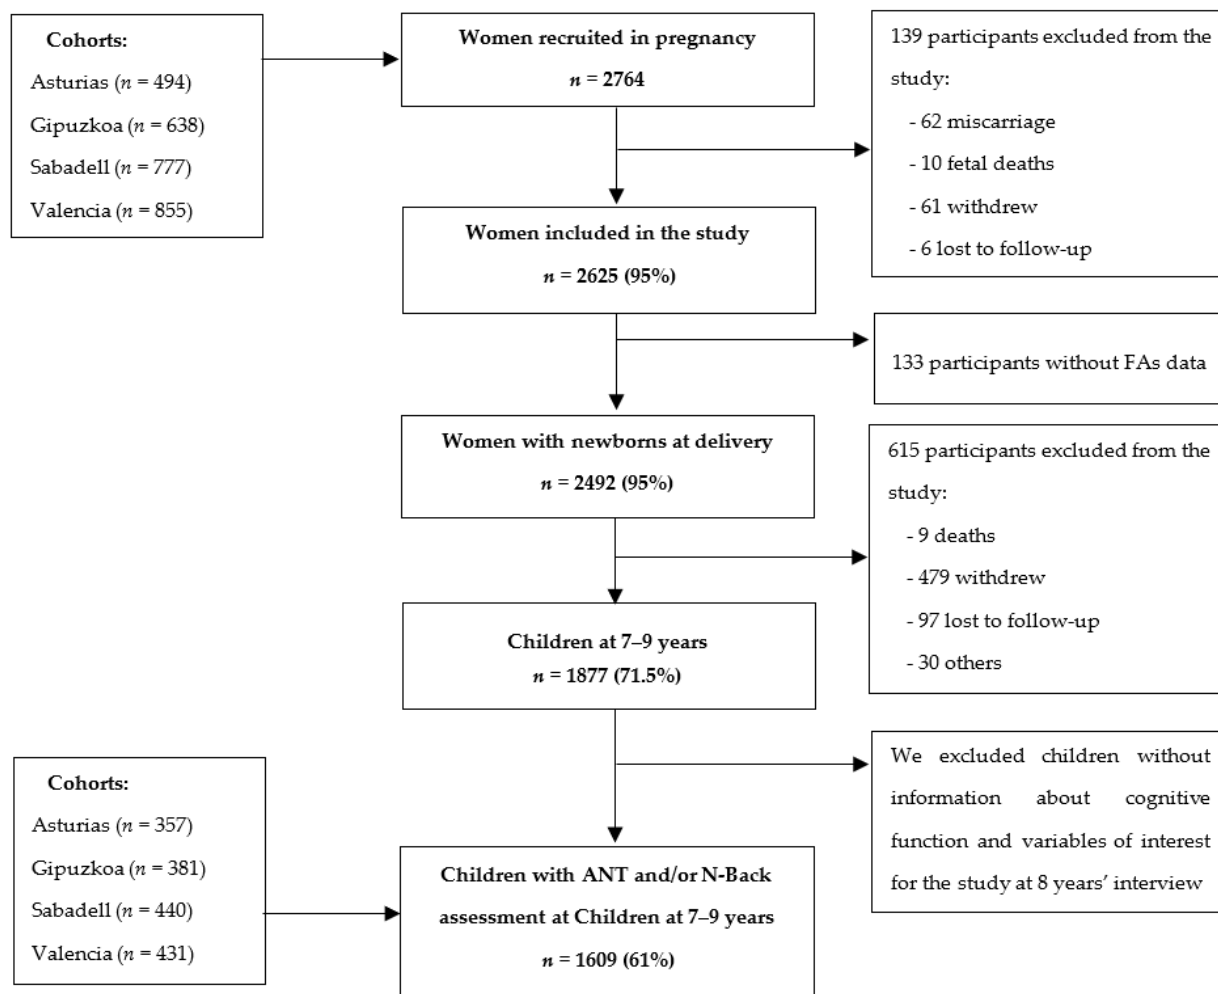 Cohorts:
Asturias (n = 494)
Gipuzkoa (n = 638)
Sabadell (n = 777)
Valencia (n = 855)
Women recruited in pregnancy
n = 2764
139 participants excluded from the
study:
- 62 miscarriage
- 10 fetal deaths
- 61 withdrew
- 6 lost to follow-up
Women included in the study
n = 2625 (95%)
133 participants without FAs data
Women with newborns at delivery
n = 2492 (95%)
615 participants excluded from the
study:
- 9 deaths
- 479 withdrew
- 97 lost to follow-up
- 30 others
Children at 7–9 years
n = 1877 (71.5%)
We excluded children without
information about cognitive
function and variables of interest
for the study at 8 years’ interview
Cohorts:
Asturias (n = 357)
Gipuzkoa (n = 381)
Sabadell (n = 440)
Valencia (n = 431)
Children with ANT and/or N-Back
assessment at Children at 7–9 years
n = 1609 (61%)